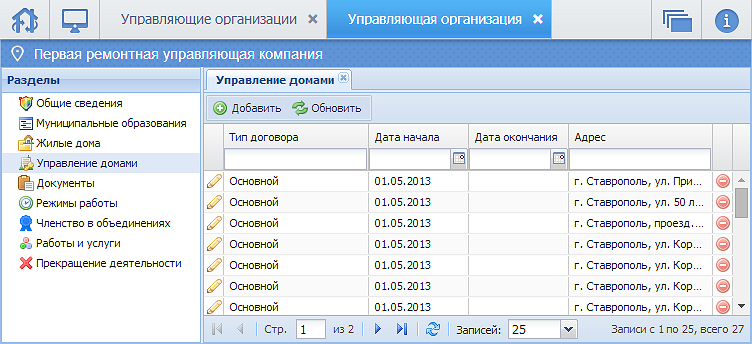 Управляющие организации
Управляющая организация
Первая ремонтная управляющая компания
Разделы
Общие сведения
Муниципальные образования
Жилые дома
Управление домами
Документы
Режимы работы
Членство в объединениях
Работы и услуги
Прекращение деятельности
Управление домами
Добавить Обновить
Тип договора Дата начала Дата окончания Адрес
Основной 01.05.2013 г. Ставрополь, ул. При...
Основной 01.05.2013 г. Ставрополь, ул. 50 л...
Основной 01.05.2013 г. Ставрополь, проезд...
Основной 01.05.2013 г. Ставрополь, ул. Кор...
Основной 01.05.2013 г. Ставрополь, ул. Кор...
Основной 01.05.2013 г. Ставрополь, ул. Кор...
Основной 01.05.2013 г. Ставрополь, ул. Кор...
Стр. 1 из 2 Записей: 25 Записи с 1 по 25, всего 27